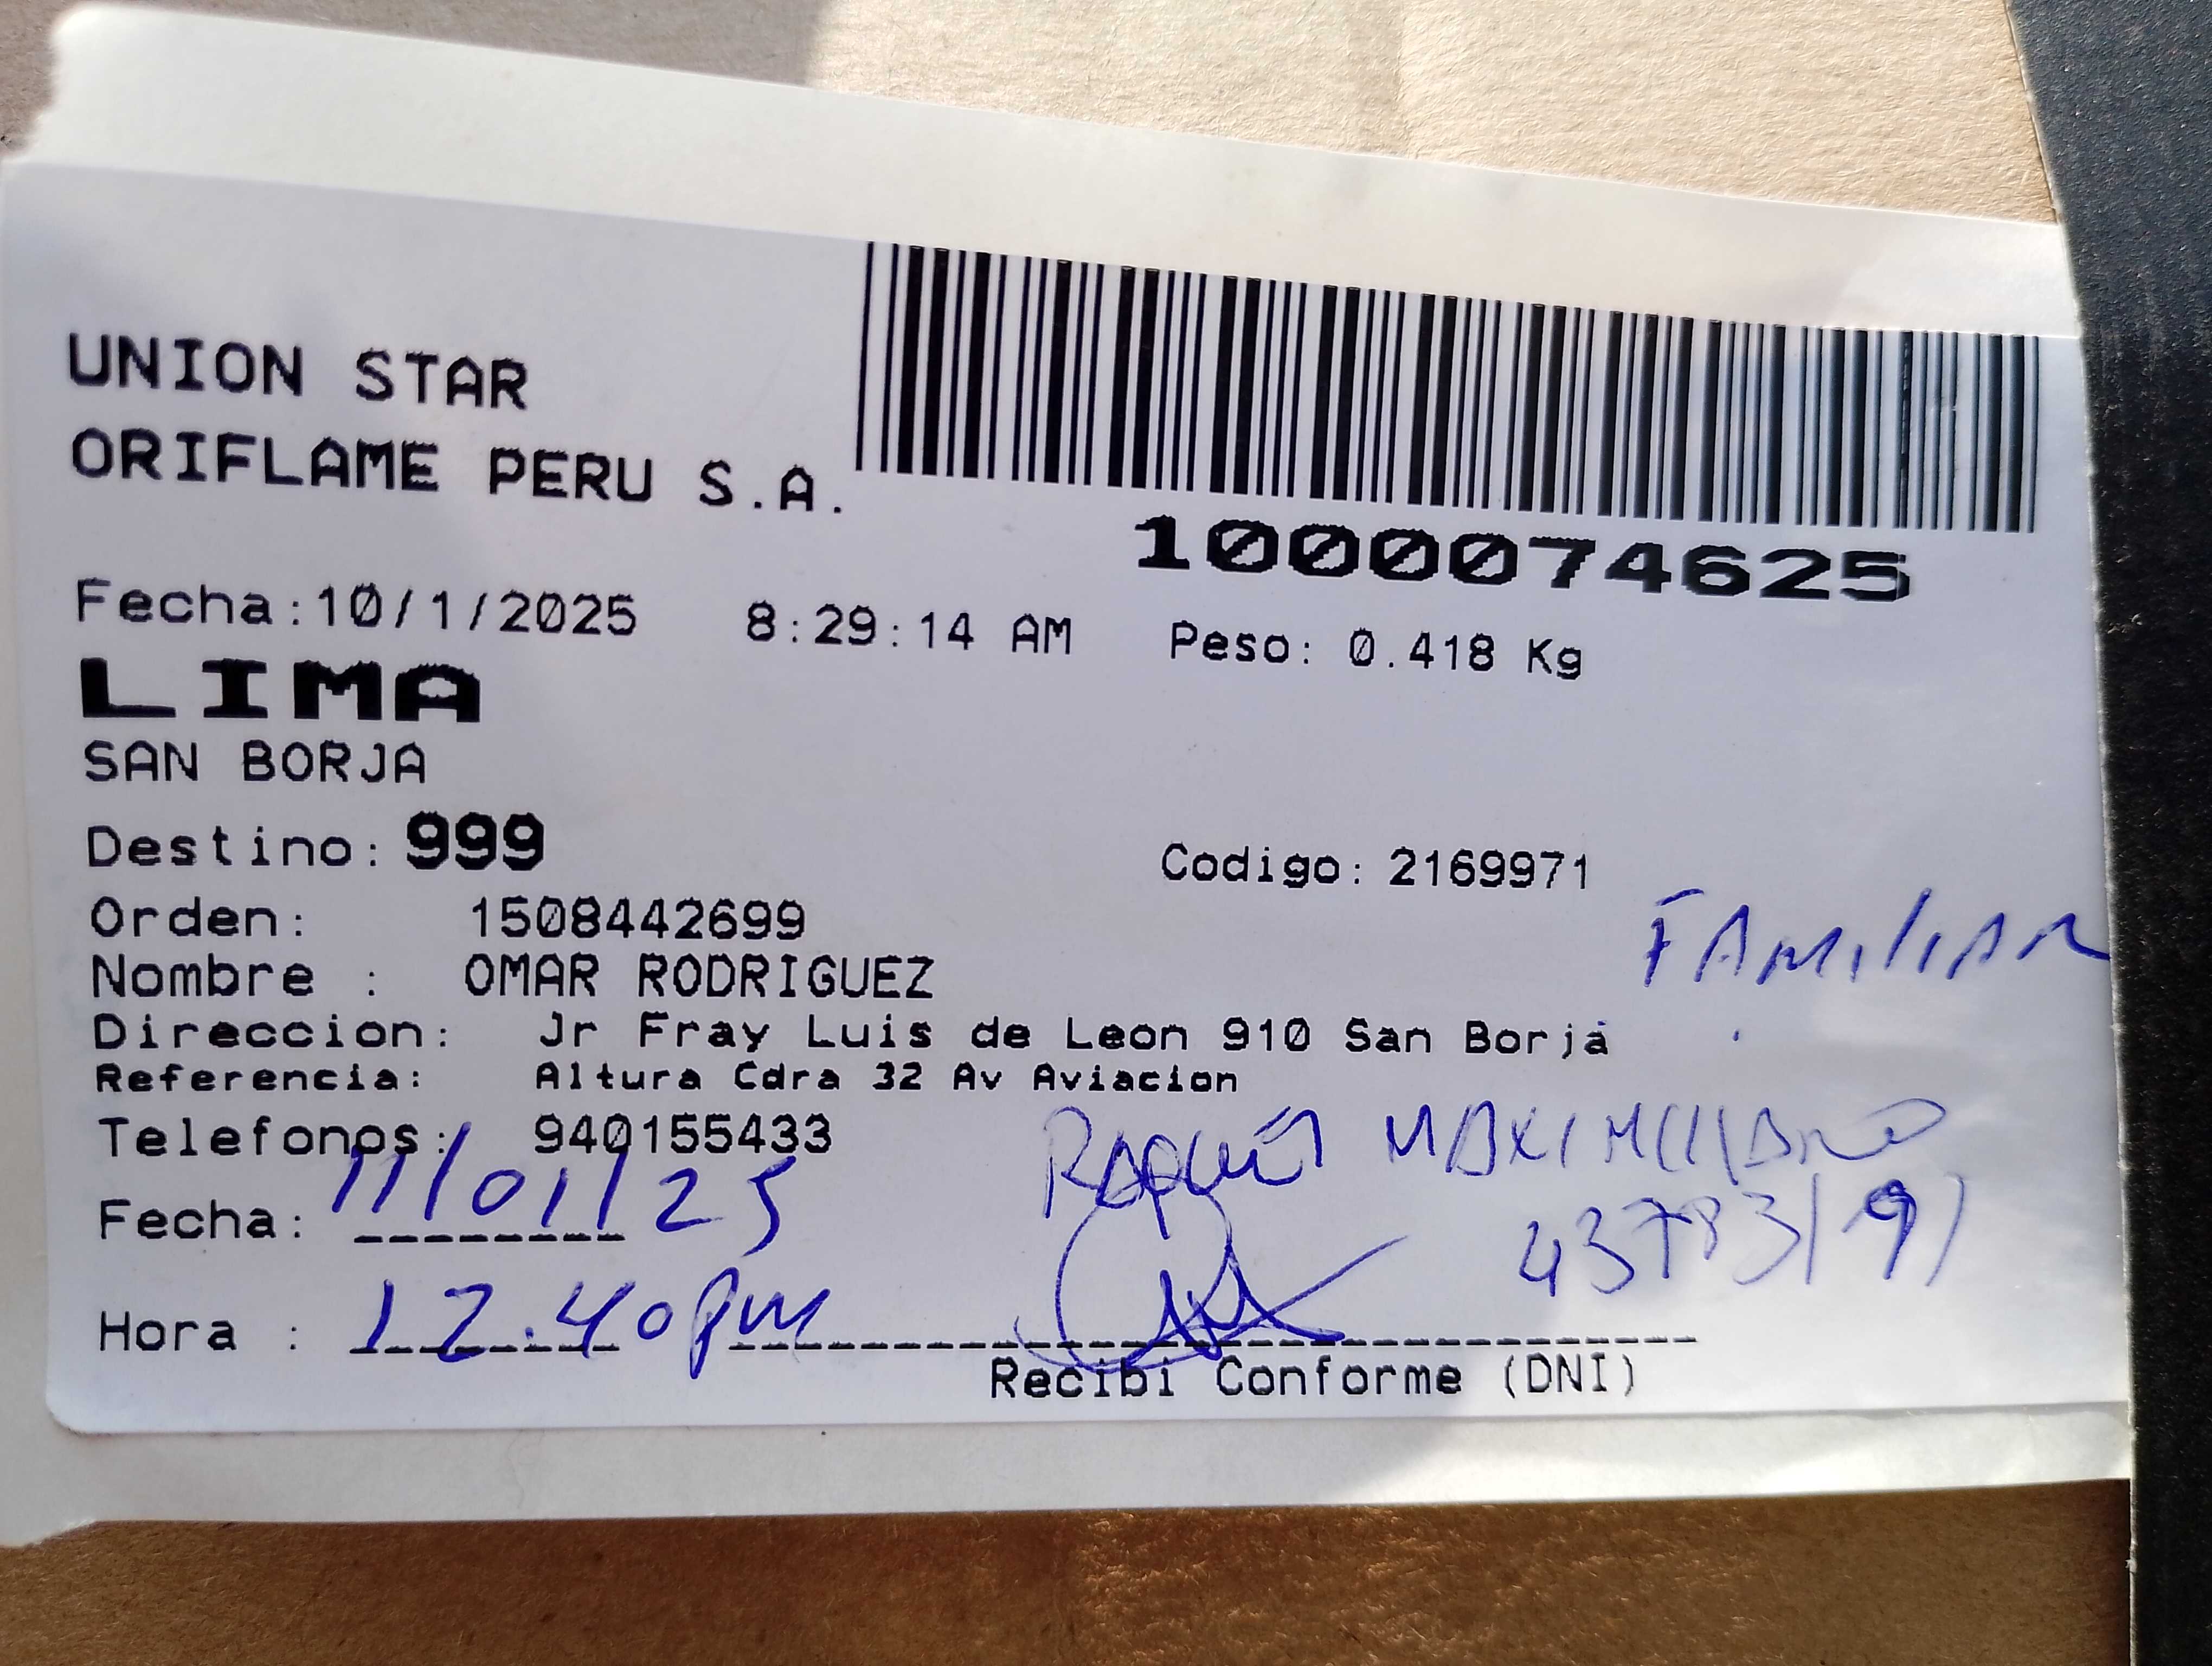 UNION STAR
ORIFLAME PERU S.A.
1000074625
Fecha:10/1/2025 8:29:14 AM Peso: 0.418 Kg
LIMA
SAN BORJA
Destino: 999 Codigo: 2169971
Orden: 1508442699
FAMILIAR
Nombre : OMAR RODRIGUEZ
Direccion: Jr Fray Luis de Leon 910 San Borja
Referencia: Altura Cdra 32 Av Aviacion
Telefonos: 940155433
RAQUEL MAXIMILIANO
Fecha: 11/01/25 43783191
Hora : 12.40pm
Recibi Conforme (DNI)